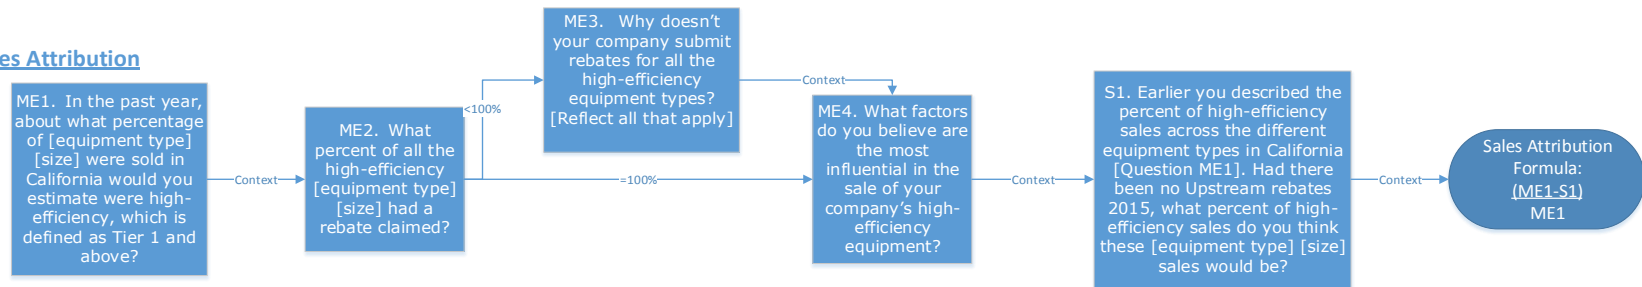 es Attribution
ME1. In the past year,
about what percentage
of [equipment type]
[size] were sold in
California would you
estimate were high-
efficiency, which is
defined as Tier 1 and
above?
Context
ME2. What
percent of all the
high-efficiency
[equipment type]
[size] had a
rebate claimed?
<100%
ME3. Why doesn't
your company submit
rebates for all the
high-efficiency
equipment types?
[Reflect all that apply]
Context
=100%
ME4. What factors
do you believe are
the most
influential in the
sale of your
company's high-
efficiency
equipment?
Context
S1. Earlier you described the
percent of high-efficiency
sales across the different
equipment types in California
[Question ME1]. Had there
been no Upstream rebates
2015, what percent of high-
efficiency sales do you think
these [equipment type] [size]
sales would be?
Context
Sales Attribution
Formula:
(ME1-S1)
ME1